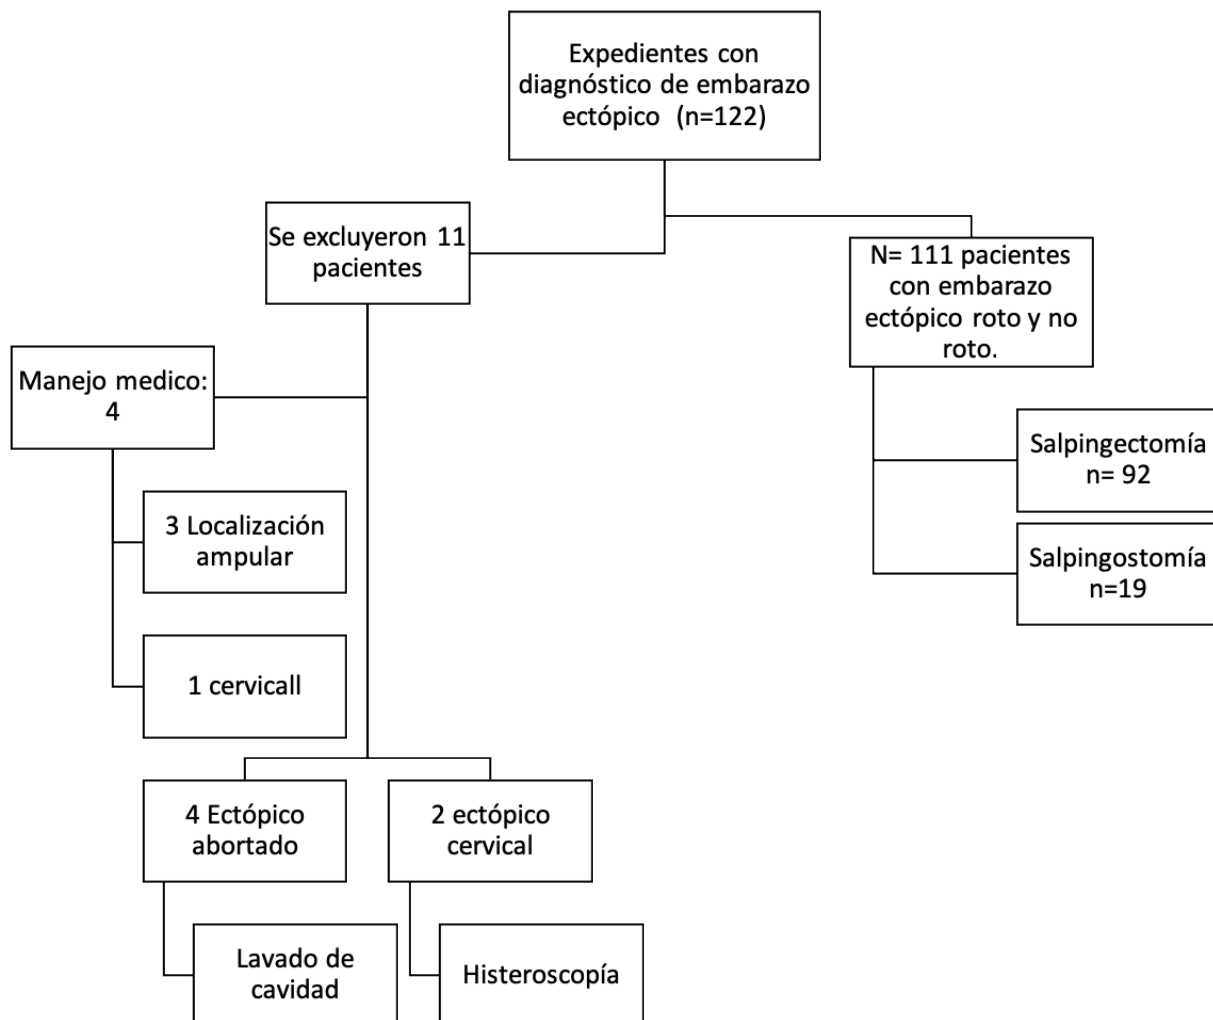 Expedientes con
diagnóstico de embarazo
ectópico (n=122)
Se excluyeron 11
pacientes
N= 111 pacientes
con embarazo
ectópico roto y no
roto.
Manejo medico:
4
Salpingectomía
n= 92
3 Localización
ampular
Salpingostomía
n=19
1 cervicall
4 Ectópico
abortado
2 ectópico
cervical
Lavado de
cavidad
Histeroscopía